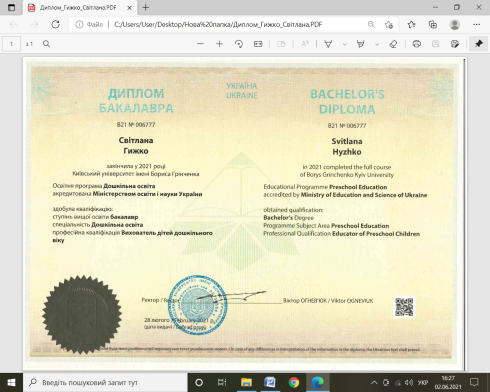 Диплом_Гижко_Світлана.PDF
Файл
C:/Users/User/Desktop/Нова%20папка/Диплом_Гижко_Світлана.PDF
1
з 1
ДИПЛОМ
БАКАЛАВРА
УКРАЇНА
UKRAINE
BACHELOR'S
DIPLOMA
B21 № 006777
B21 № 006777
Світлана
Гижко
Svitlana
Hyzhko
закінчила у 2021 році
Київський університет імені Бориса Грінченка
in 2021 completed the full course
of Borys Grinchenko Kyiv University
Освітня програма Дошкільна освіта
акредитована Міністерством освіти і науки України
Educational Programme Preschool Education
accredited by Ministry of Education and Science of Ukraine
здобула кваліфікацію:
ступінь вищої освіти бакалавр
спеціальність Дошкільна освіта
професійна кваліфікація Вихователь дітей дошкільного
віку
obtained qualification:
Bachelor's Degree
Programme Subject Area Preschool Education
Professional Qualification Educator of Preschool Children
Ректор / Rector
Віктор ОГНЕВ'ЮК / Viktor OGNEVIUK
28 лютого / February 2021
Введіть пошуковий запит тут
УКР
16:27
02.06.2021